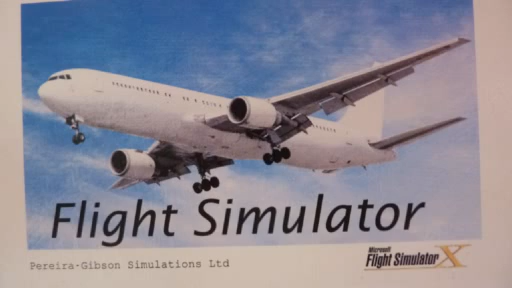 Flight Simulator
Pereira-Gibson Simulations Ltd
Microsoft
Flight Simulator X